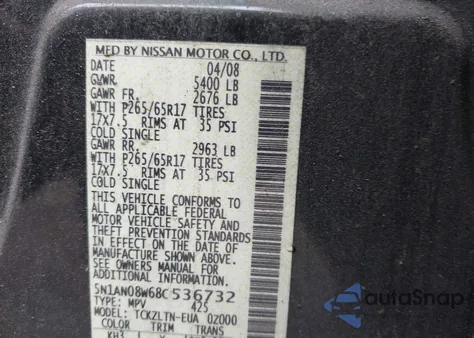 MFD BY NISSAN MOTOR CO., LTD.
DATE 04/08
GVWR. 5400 LB
GAWR FR. 2676 LB
WITH P265/65R17 TIRES
17X7.5 RIMS AT 35 PSI
COLD SINGLE
GAWR RR. 2963 LB
WITH P265/65R17 TIRES
17X7.5 RIMS AT 35 PSI
COLD SINGLE
THIS VEHICLE CONFORMS TO
ALL APPLICABLE FEDERAL
MOTOR VEHICLE SAFETY AND
THEFT PREVENTION STANDARDS
IN EFFECT ON THE DATE OF
MANUFACTURE SHOWN ABOVE.
SEE OWNERS MANUAL FOR
ADDITIONAL INFORMATION
5N1AN08W68C536732
TYPE: MPV 425
MODEL: TCKZLTN-EUA 02000
COLOR TRIM TRANS
KH3
autoSnap